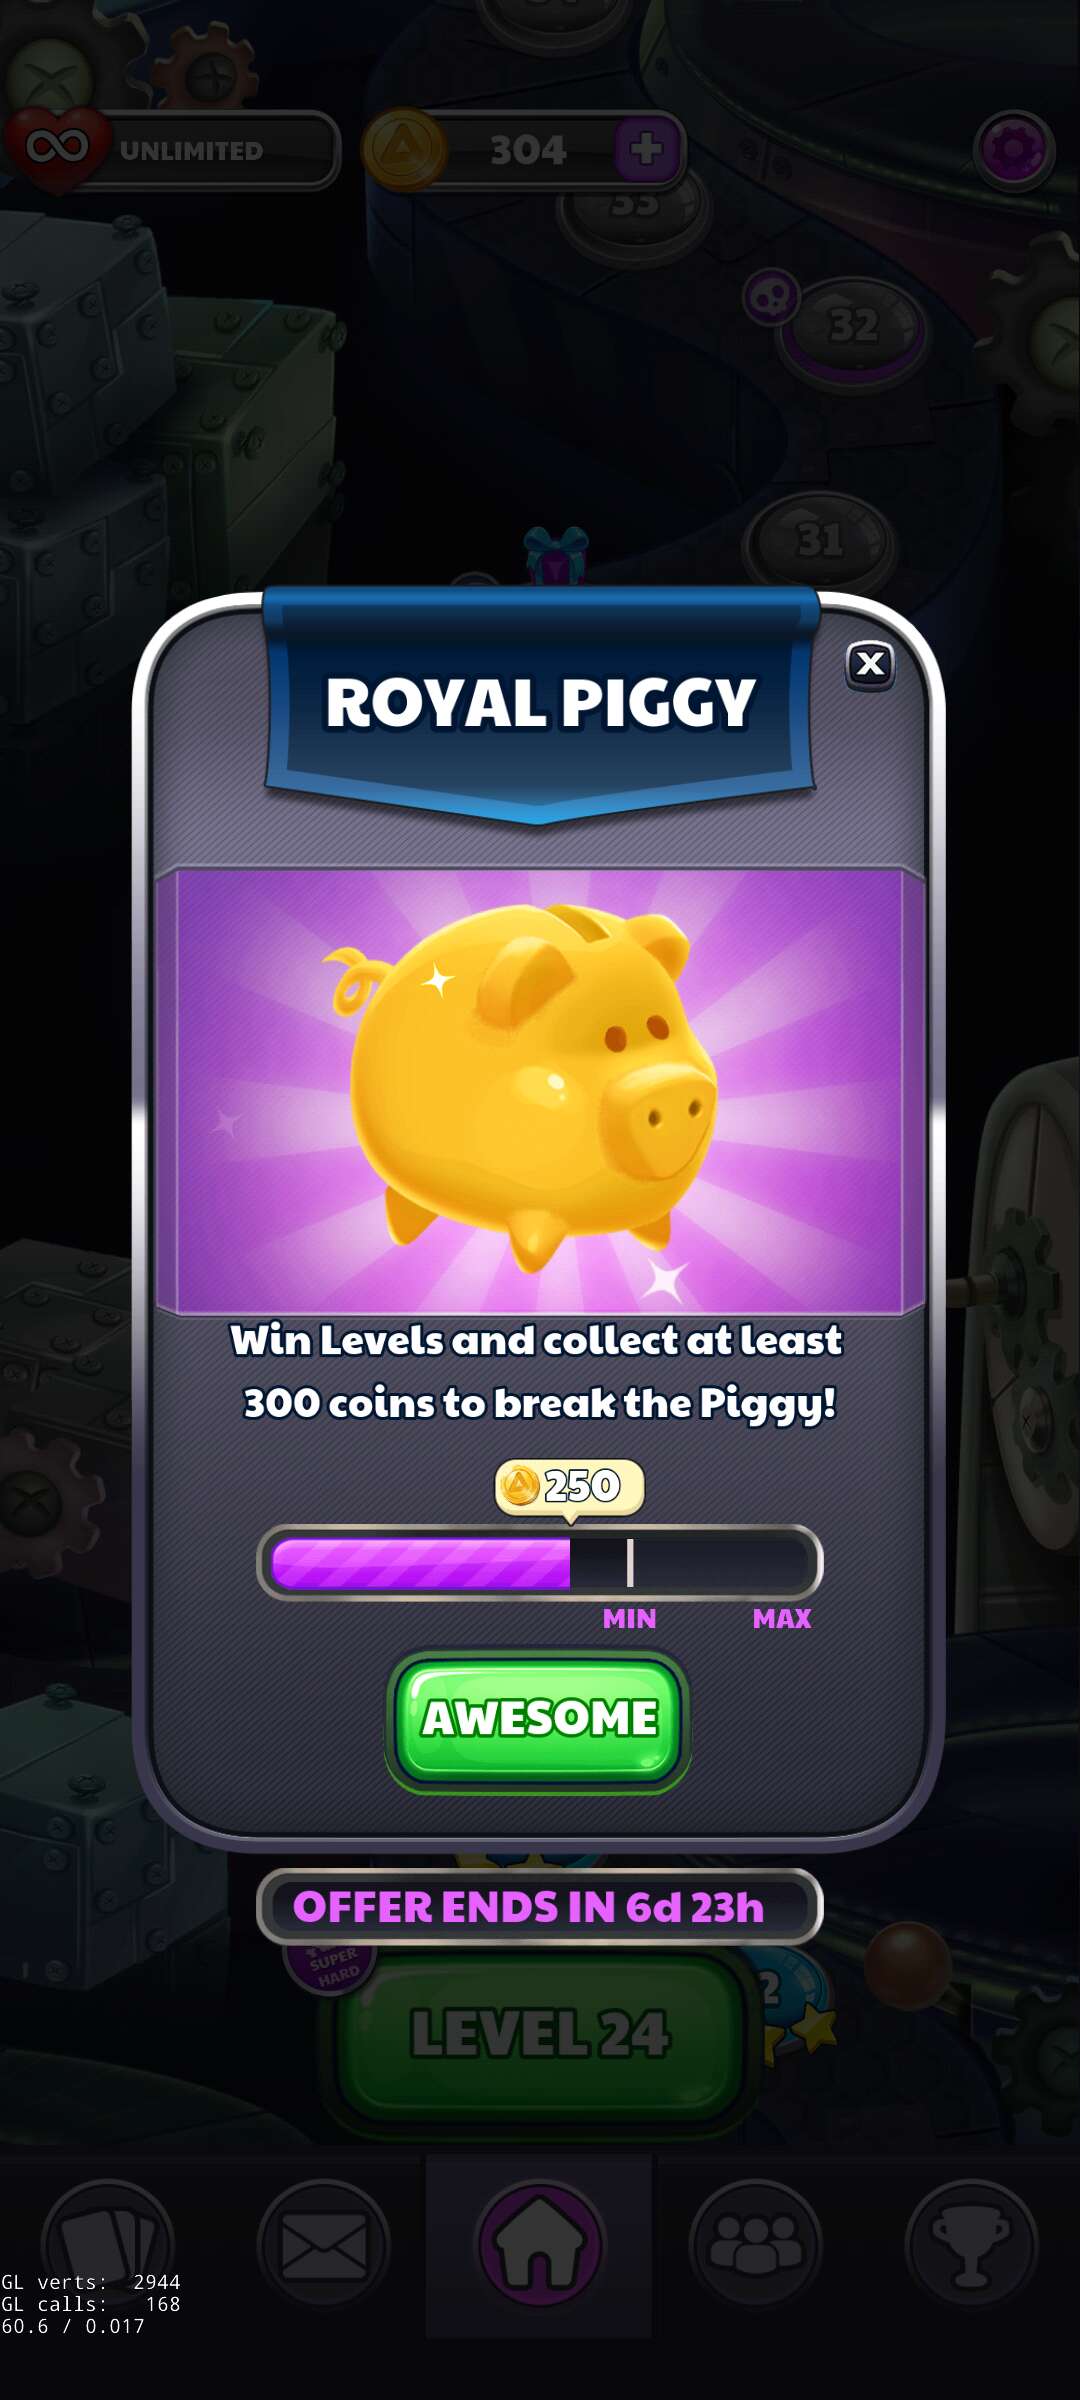 UNLIMITED
304
33
32
31
ROYAL PIGGY
X
Win Levels and collect at least
300 coins to break the Piggy!
250
MIN MAX
AWESOME
OFFER ENDS IN 6d 23h
SUPER
HARD
2
LEVEL 24
GL verts: 2944
GL calls: 168
60.6 / 0.017